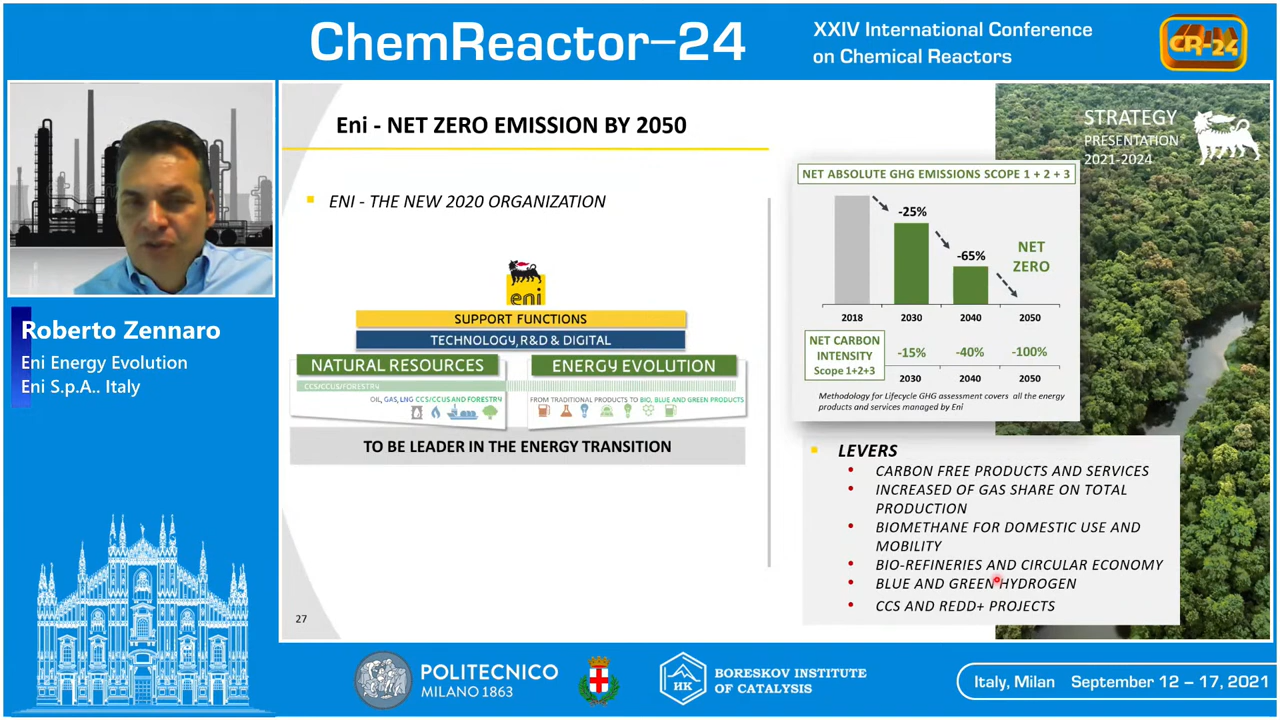 ChemReactor-24
XXIV International Conference
on Chemical Reactors
CR-24
Eni - NET ZERO EMISSION BY 2050
STRATEGY
PRESENTATION
2021-2024
ENI - THE NEW 2020 ORGANIZATION
eni
SUPPORT FUNCTIONS
TECHNOLOGY, R&D & DIGITAL
NATURAL RESOURCES
ENERGY EVOLUTION
CCS/CCUS/FORESTRY
OIL, GAS, LNG CCS/CCUS AND FORESTRY
FROM TRADITIONAL PRODUCTS TO BIO, BLUE AND GREEN PRODUCTS
TO BE LEADER IN THE ENERGY TRANSITION
NET ABSOLUTE GHG EMISSIONS SCOPE 1 + 2 + 3
-25%
-65%
NET
ZERO
2018 2030 2040 2050
NET CARBON
INTENSITY
Scope 1+2+3
-15% -40% -100%
2030 2040 2050
Methodology for Lifecycle GHG assessment covers all the energy
products and services managed by Eni
LEVERS
CARBON FREE PRODUCTS AND SERVICES
INCREASED OF GAS SHARE ON TOTAL
PRODUCTION
BIOMETHANE FOR DOMESTIC USE AND
MOBILITY
BIO-REFINERIES AND CIRCULAR ECONOMY
BLUE AND GREEN HYDROGEN
CCS AND REDD+ PROJECTS
27
Roberto Zennaro
Eni Energy Evolution
Eni S.p.A.. Italy
POLITECNICO
MILANO 1863
HK
BORESKOV INSTITUTE
OF CATALYSIS
Italy, Milan September 12 – 17, 2021